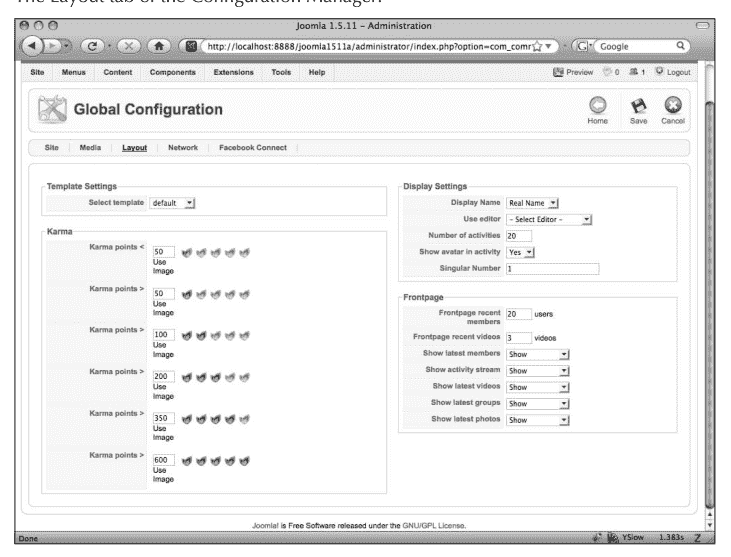 The Layout tab of the Configuration Manager.
Joomla 1.5.11 – Administration
http://localhost:8888/joomla1511a/administrator/index.php?option=com_comr
Google
Site Menus Content Components Extensions Tools Help Preview 0 1 Logout
Global Configuration
Home Save Cancel
Site Media Layout Network Facebook Connect
Template Settings
Select template default
Karma
Karma points < 50
Use
Image
Karma points > 50
Use
Image
Karma points > 100
Use
Image
Karma points > 200
Use
Image
Karma points > 350
Use
Image
Karma points > 600
Use
Image
Display Settings
Display Name Real Name
Use editor – Select Editor –
Number of activities 20
Show avatar in activity Yes
Singular Number 1
Frontpage
Frontpage recent members 20 users
Frontpage recent videos 3 videos
Show latest members Show
Show activity stream Show
Show latest videos Show
Show latest groups Show
Show latest photos Show
Joomla! is Free Software released under the GNU/GPL License.
Done YSlow 1.383s